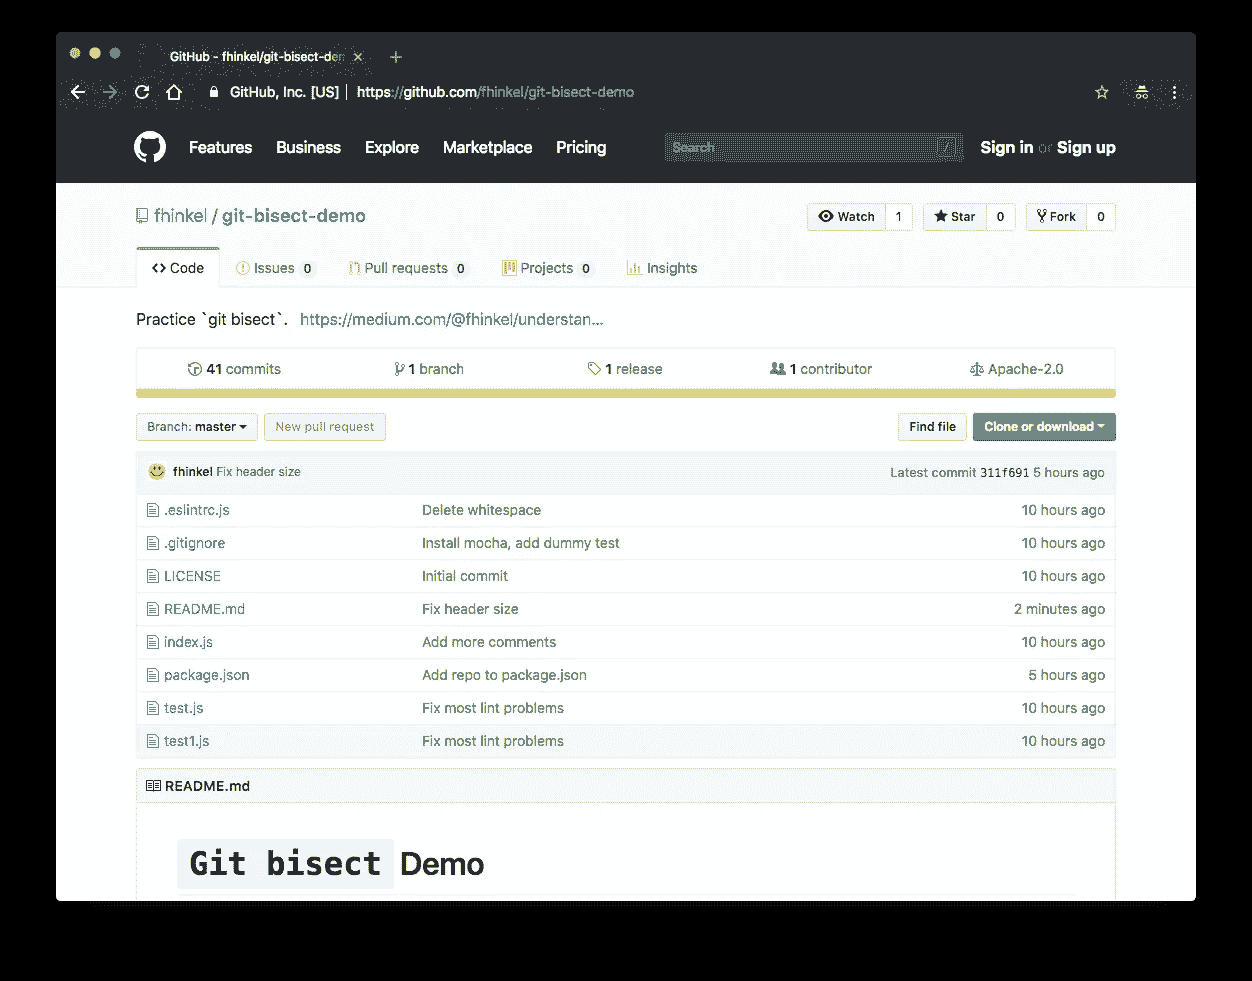 GitHub - fhinkel/git-bisect-de
GitHub, Inc. [US] | https://github.com/fhinkel/git-bisect-demo
Features Business Explore Marketplace Pricing Search / Sign in or Sign up
fhinkel / git-bisect-demo
Watch 1 Star 0 Fork 0
Code Issues 0 Pull requests 0 Projects 0 Insights
Practice `git bisect`. https://medium.com/@fhinkel/understan...
41 commits 1 branch 1 release 1 contributor Apache-2.0
Branch: master New pull request Find file Clone or download
fhinkel Fix header size Latest commit 311f691 5 hours ago
.eslintrc.js Delete whitespace 10 hours ago
.gitignore Install mocha, add dummy test 10 hours ago
LICENSE Initial commit 10 hours ago
README.md Fix header size 2 minutes ago
index.js Add more comments 10 hours ago
package.json Add repo to package.json 5 hours ago
test.js Fix most lint problems 10 hours ago
test1.js Fix most lint problems 10 hours ago
README.md
Git bisect Demo